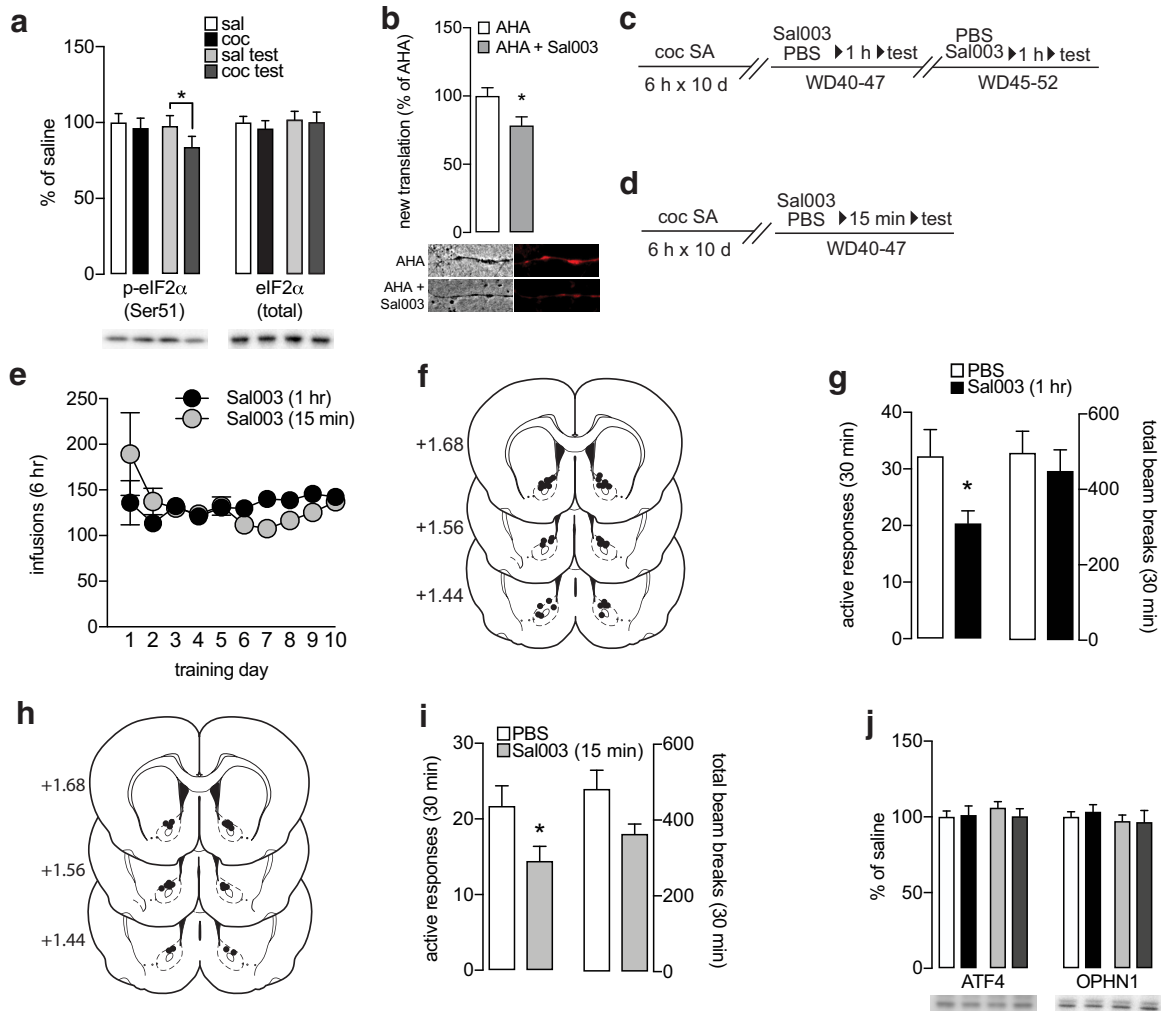 a
sal
coc
sal test
coc test
150
100
50
0
% of saline
*
p-eIF2α
(Ser51)
eIF2α
(total)
b
AHA
AHA + Sal003
150
100
50
0
new translation (% of AHA)
*
AHA
AHA +
Sal003
c
coc SA
6 h x 10 d
Sal003
PBS
1 h
test
WD40-47
PBS
Sal003
1 h
test
WD45-52
d
coc SA
6 h x 10 d
Sal003
PBS
15 min
test
WD40-47
e
Sal003 (1 hr)
Sal003 (15 min)
250
200
150
100
50
0
infusions (6 hr)
1 2 3 4 5 6 7 8 9 10
training day
f
+1.68
+1.56
+1.44
g
PBS
Sal003 (1 hr)
40
30
20
10
0
active responses (30 min)
*
600
400
200
0
total beam breaks (30 min)
h
+1.68
+1.56
+1.44
i
PBS
Sal003 (15 min)
30
20
10
0
active responses (30 min)
*
600
400
200
0
total beam breaks (30 min)
j
150
100
50
0
% of saline
ATF4
OPHN1